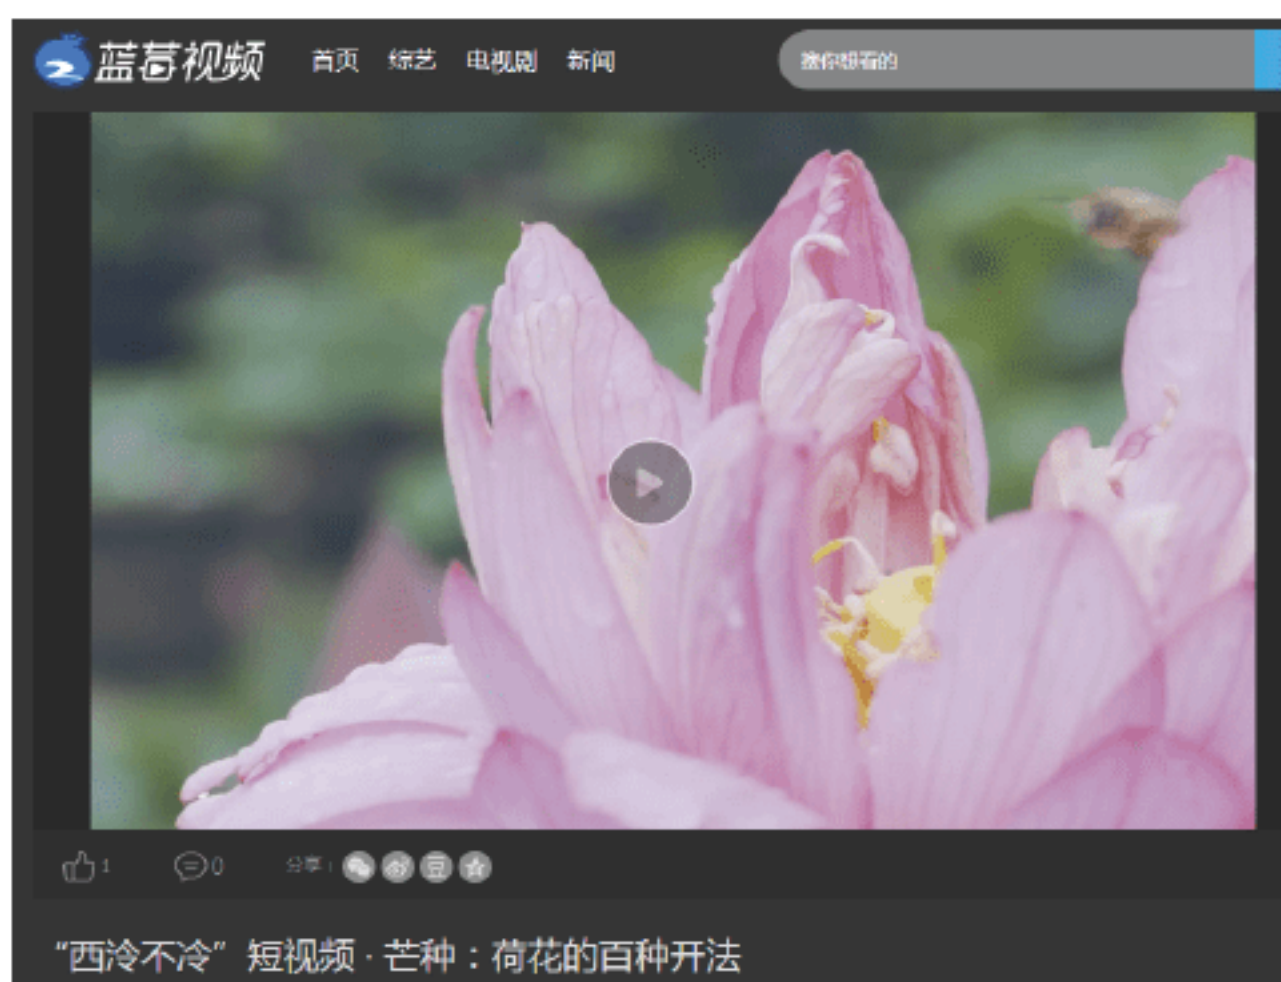 蓝莓视频
首页 综艺 电视剧 新闻
搜你想看的
1 0 分享：
“西泠不冷”短视频 · 芒种：荷花的百种开法